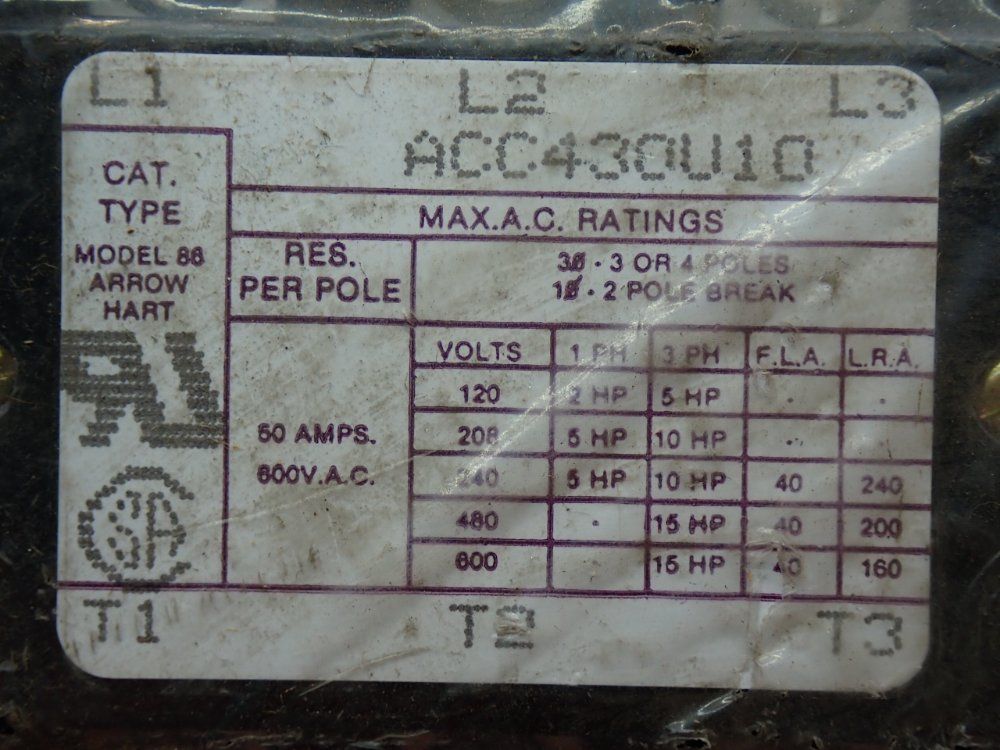 L1 L2 L3
ACC430U10
CAT.
TYPE
MODEL 86
ARROW
HART
MAX.A.C. RATINGS
RES.
PER POLE
3Ø - 3 OR 4 POLES
1Ø - 2 POLE BREAK
50 AMPS.
600V.A.C.
VOLTS 1 PH 3 PH F.L.A. L.R.A.
120 2 HP 5 HP - -
208 5 HP 10 HP - -
240 5 HP 10 HP 40 240
480 - 15 HP 40 200
600 15 HP 40 160
T1 T2 T3